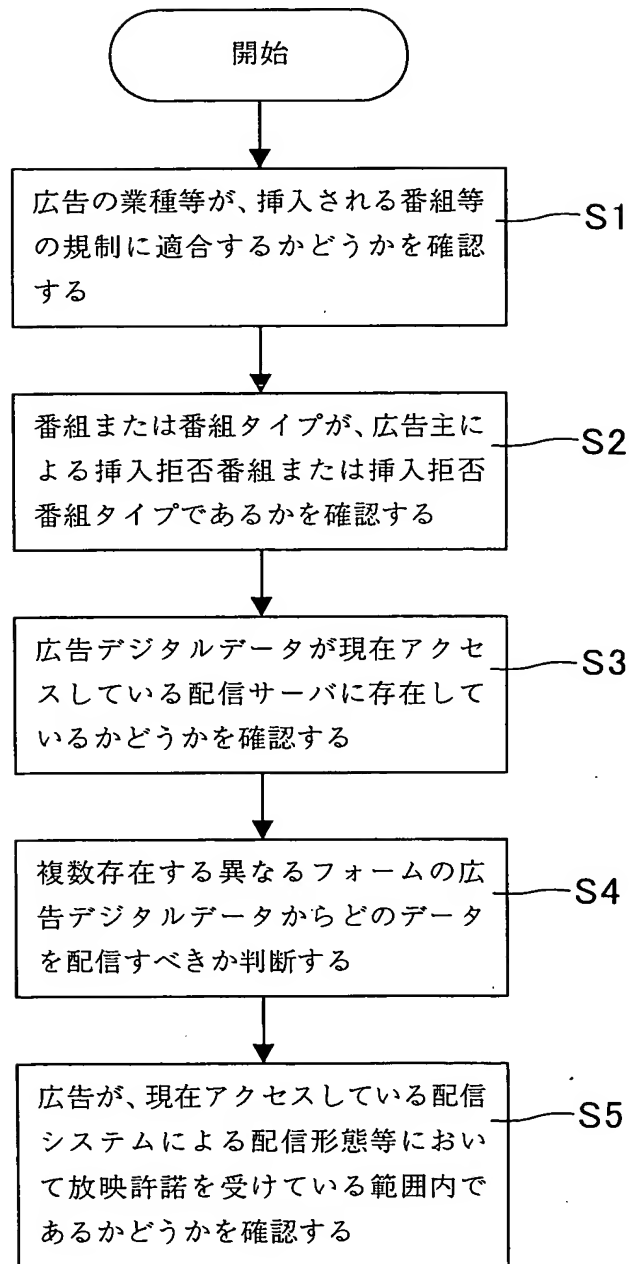 開始
広告の業種等が、挿入される番組等
の規制に適合するかどうかを確認
する
S1
番組または番組タイプが、広告主
による挿入拒否番組または挿入拒否
番組タイプであるかを確認する
S2
広告デジタルデータが現在アクセ
スしている配信サーバに存在して
いるかどうかを確認する
S3
複数存在する異なるフォームの広
告デジタルデータからどのデータ
を配信すべきか判断する
S4
広告が、現在アクセスしている配信
システムによる配信形態等におい
て放映許諾を受けている範囲内で
あるかどうかを確認する
S5